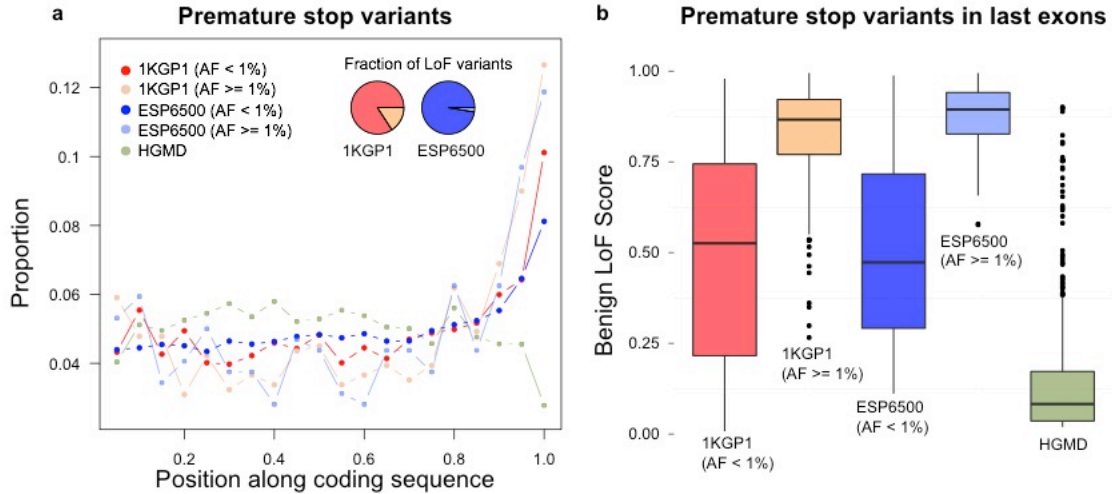 a
Premature stop variants
1KGP1 (AF < 1%)
1KGP1 (AF >= 1%)
ESP6500 (AF < 1%)
ESP6500 (AF >= 1%)
HGMD
Fraction of LoF variants
1KGP1
ESP6500
0.12
0.1
0.08
0.06
0.04
Proportion
0.2
0.4
0.6
0.8
1.0
Position along coding sequence
b
Premature stop variants in last exons
1.00
0.75
0.50
0.25
0.00
Benign LoF Score
1KGP1
(AF < 1%)
1KGP1
(AF >= 1%)
ESP6500
(AF < 1%)
ESP6500
(AF >= 1%)
HGMD